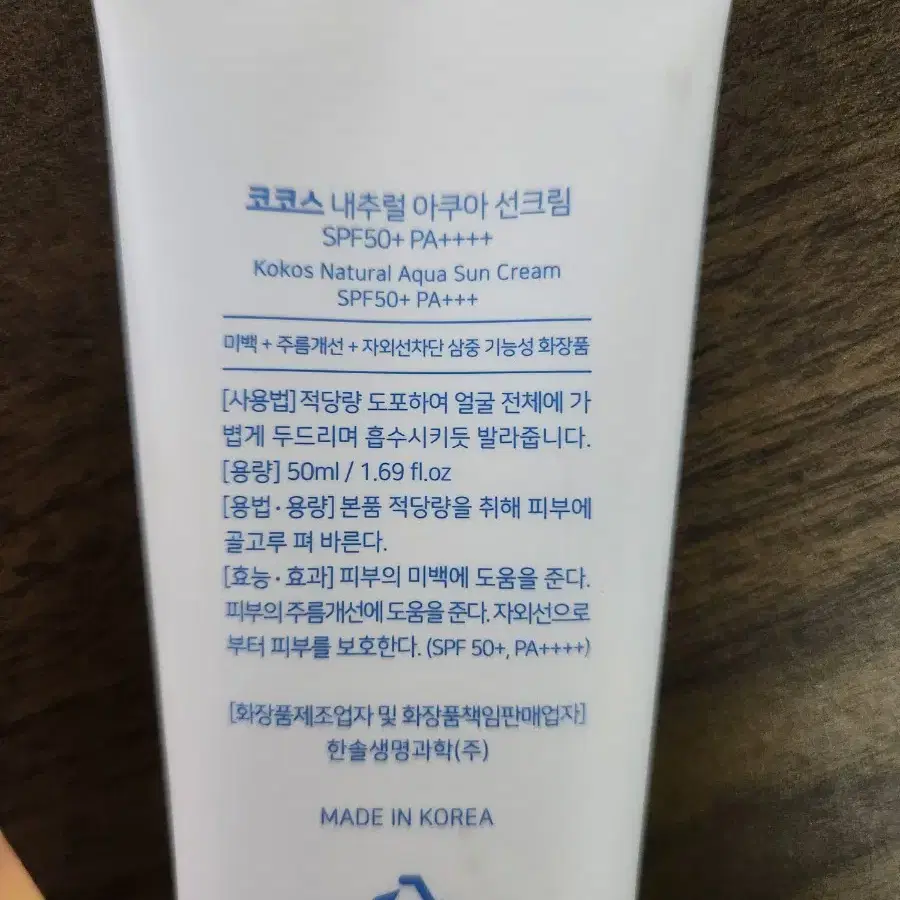 코코스 내추럴 아쿠아 선크림
SPF50+ PA++++
Kokos Natural Aqua Sun Cream
SPF50+ PA+++
미백 + 주름개선 + 자외선차단 삼중 기능성 화장품
[사용법] 적당량 도포하여 얼굴 전체에 가
볍게 두드리며 흡수시키듯 발라줍니다.
[용량] 50ml / 1.69 fl.oz
[용법·용량] 본품 적당량을 취해 피부에
골고루 펴 바른다.
[효능·효과] 피부의 미백에 도움을 준다.
피부의 주름개선에 도움을 준다. 자외선으로
부터 피부를 보호한다. (SPF 50+, PA++++)
[화장품제조업자 및 화장품책임판매업자]
한솔생명과학(주)
MADE IN KOREA